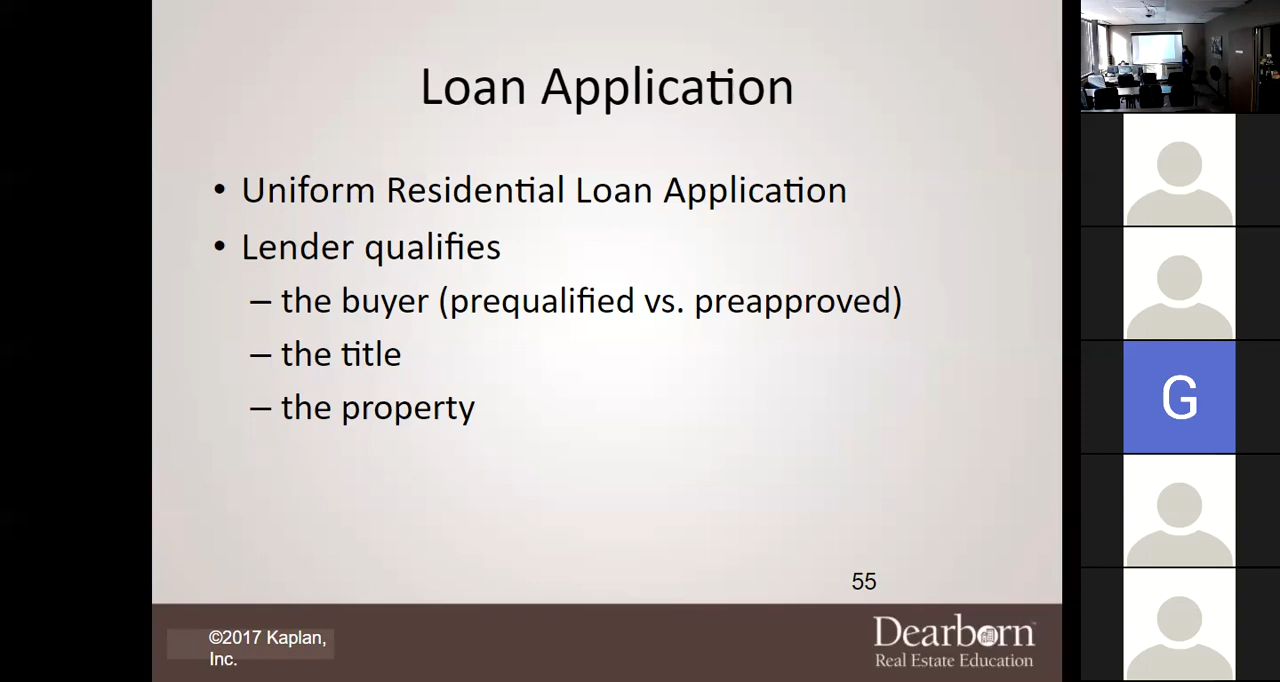 Loan Application
• Uniform Residential Loan Application
• Lender qualifies
– the buyer (prequalified vs. preapproved)
– the title
– the property
55
©2017 Kaplan,
Inc.
Dearborn™
Real Estate Education
G